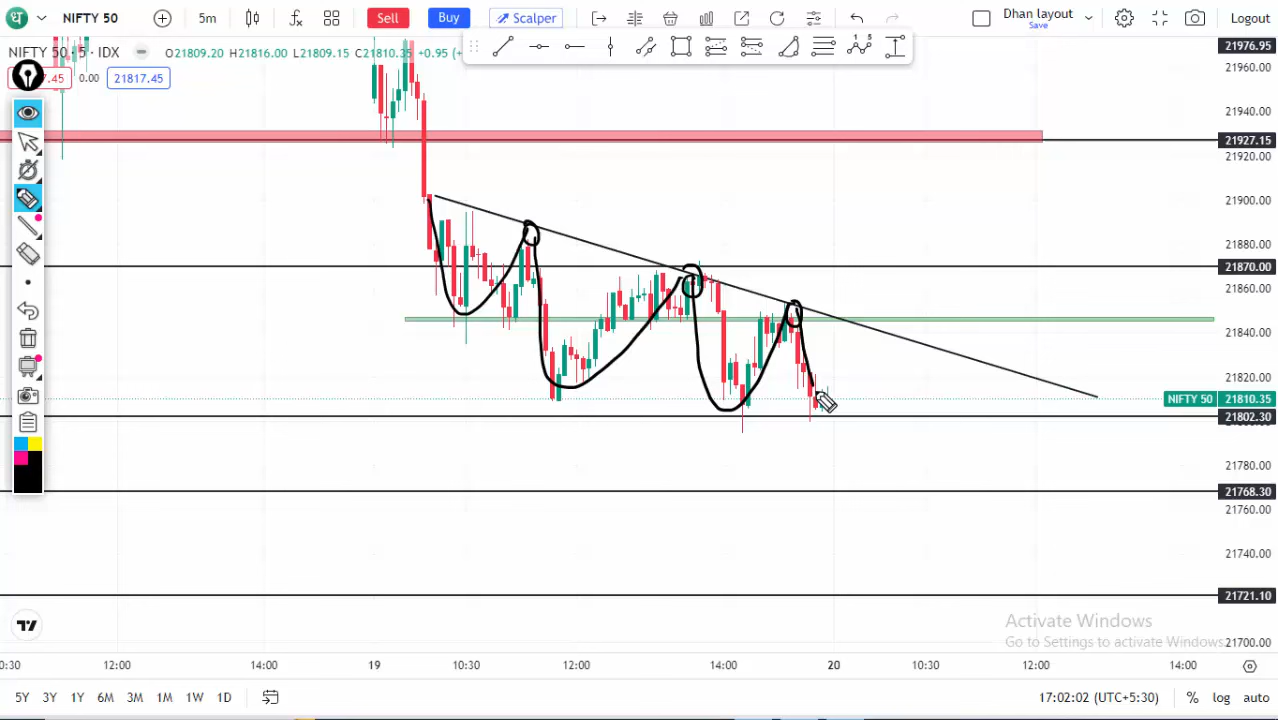 NIFTY 50
5m
Sell
Buy
Scalper
Dhan layout
Save
Logout
NIFTY 50 · 5 · IDX
O21809.20 H21816.00 L21809.15 C21810.35 +0.95
0.00
21817.45
21976.95
21960.00
21940.00
21927.15
21920.00
21900.00
21880.00
21870.00
21860.00
21840.00
21820.00
NIFTY 50 21810.35
21802.30
21780.00
21768.30
21760.00
21740.00
21721.10
21700.00
Activate Windows
Go to Settings to activate Windows.
12:00 14:00 19 10:30 12:00 14:00 20 10:30 12:00 14:00
5Y 3Y 1Y 6M 3M 1M 1W 1D 17:02:02 (UTC+5:30) % log auto